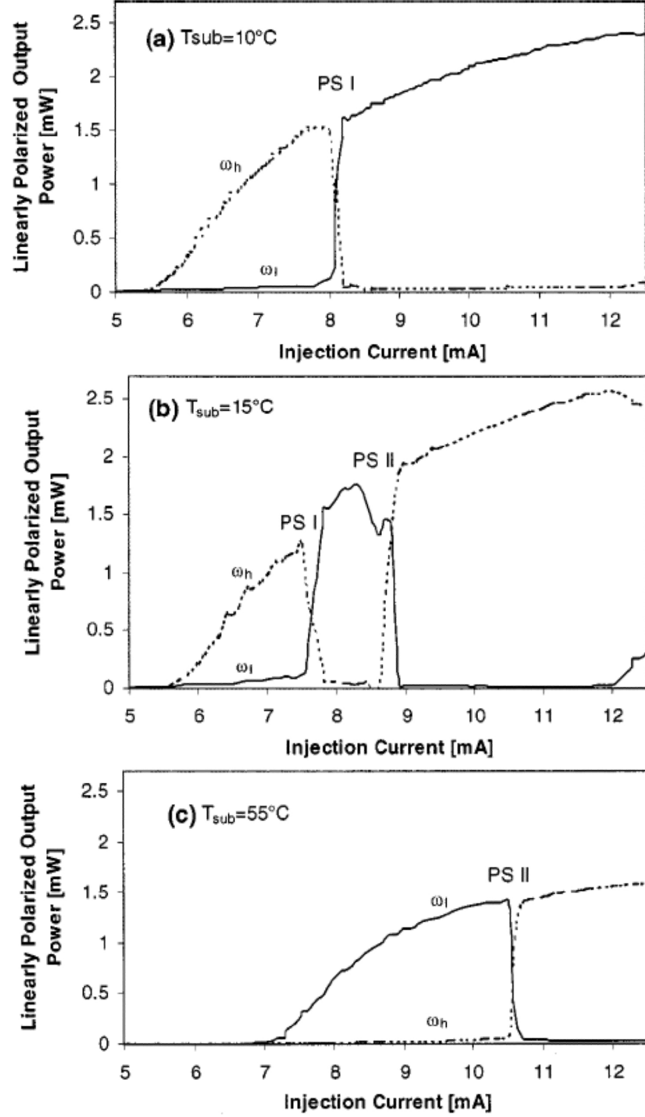 (a) Tsub=10°C
2.5
2
1.5
1
0.5
0
Linearly Polarized Output
Power [mW]
PS I
ωh
ωl
5 6 7 8 9 10 11 12
Injection Current [mA]
(b) Tsub=15°C
2.5
2
1.5
1
0.5
0
Linearly Polarized Output
Power [mW]
PS II
PS I
ωh
ωl
5 6 7 8 9 10 11 12
Injection Current [mA]
(c) Tsub=55°C
2.5
2
1.5
1
0.5
0
Linearly Polarized Output
Power [mW]
PS II
ωl
ωh
4 5 6 7 8 9 10 11 12
Injection Current [mA]